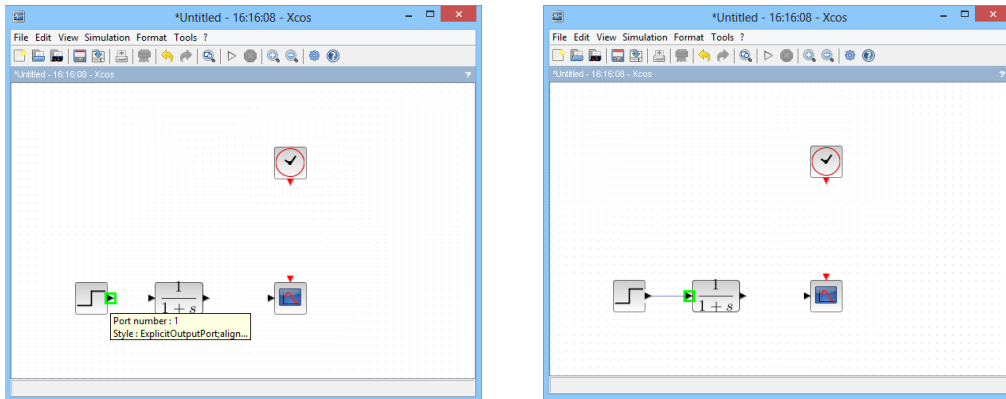 *Untitled - 16:16:08 - Xcos
File Edit View Simulation Format Tools ?
*Untitled - 16:16:08 - Xcos ?
1
1 + s
Port number : 1
Style : ExplicitOutputPort;align...
*Untitled - 16:16:08 - Xcos
File Edit View Simulation Format Tools ?
*Untitled - 16:16:08 - Xcos ?
1
1 + s